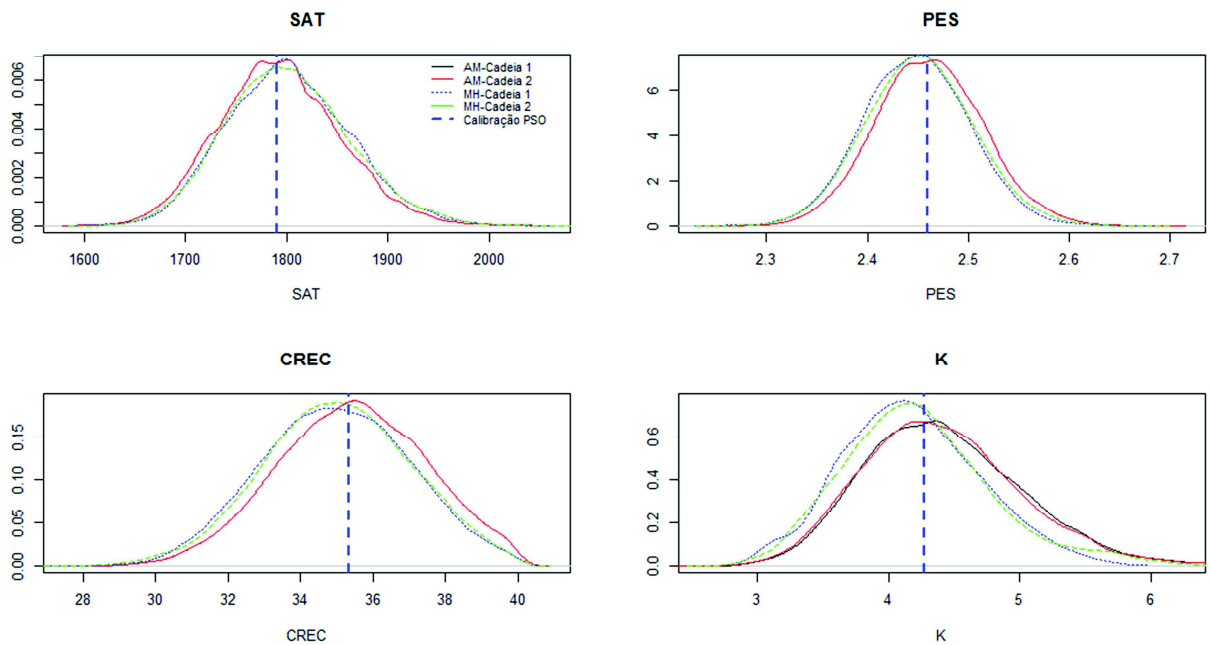 SAT
0.000 0.002 0.004 0.006
AM-Cadeia 1
AM-Cadeia 2
MH-Cadeia 1
MH-Cadeia 2
Calibração PSO
1600 1700 1800 1900 2000
SAT
PES
0 2 4 6
2.3 2.4 2.5 2.6 2.7
PES
CREC
0.00 0.05 0.10 0.15
28 30 32 34 36 38 40
CREC
K
0.0 0.2 0.4 0.6
3 4 5 6
K